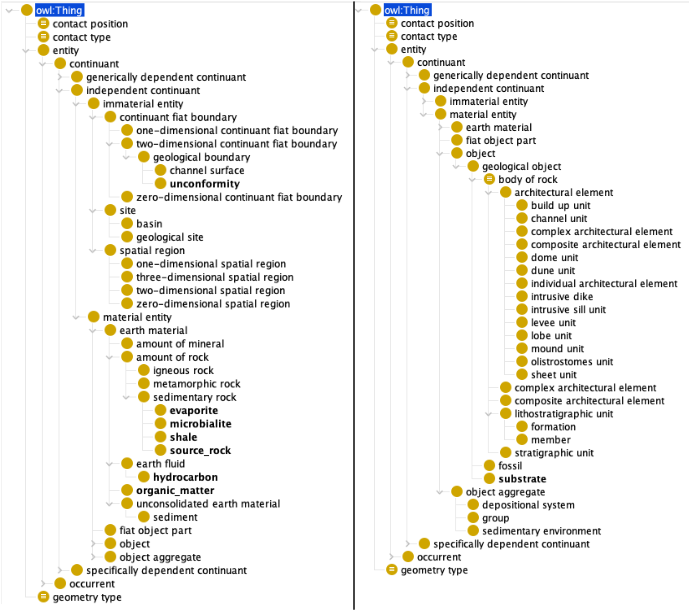 owl:Thing
contact position
contact type
entity
continuant
generically dependent continuant
independent continuant
immaterial entity
continuant fiat boundary
one-dimensional continuant fiat boundary
two-dimensional continuant fiat boundary
geological boundary
channel surface
unconformity
zero-dimensional continuant fiat boundary
site
basin
geological site
spatial region
one-dimensional spatial region
three-dimensional spatial region
two-dimensional spatial region
zero-dimensional spatial region
material entity
earth material
amount of mineral
amount of rock
igneous rock
metamorphic rock
sedimentary rock
evaporite
microbialite
shale
source_rock
earth fluid
hydrocarbon
organic_matter
unconsolidated earth material
sediment
fiat object part
object
object aggregate
specifically dependent continuant
occurrent
geometry type
owl:Thing
contact position
contact type
entity
continuant
generically dependent continuant
independent continuant
immaterial entity
material entity
earth material
fiat object part
object
geological object
body of rock
architectural element
build up unit
channel unit
complex architectural element
composite architectural element
dome unit
dune unit
individual architectural element
intrusive dike
intrusive sill unit
levee unit
lobe unit
mound unit
olistrostomes unit
sheet unit
complex architectural element
composite architectural element
lithostratigraphic unit
formation
member
stratigraphic unit
fossil
substrate
object aggregate
depositional system
group
sedimentary environment
specifically dependent continuant
occurrent
geometry type